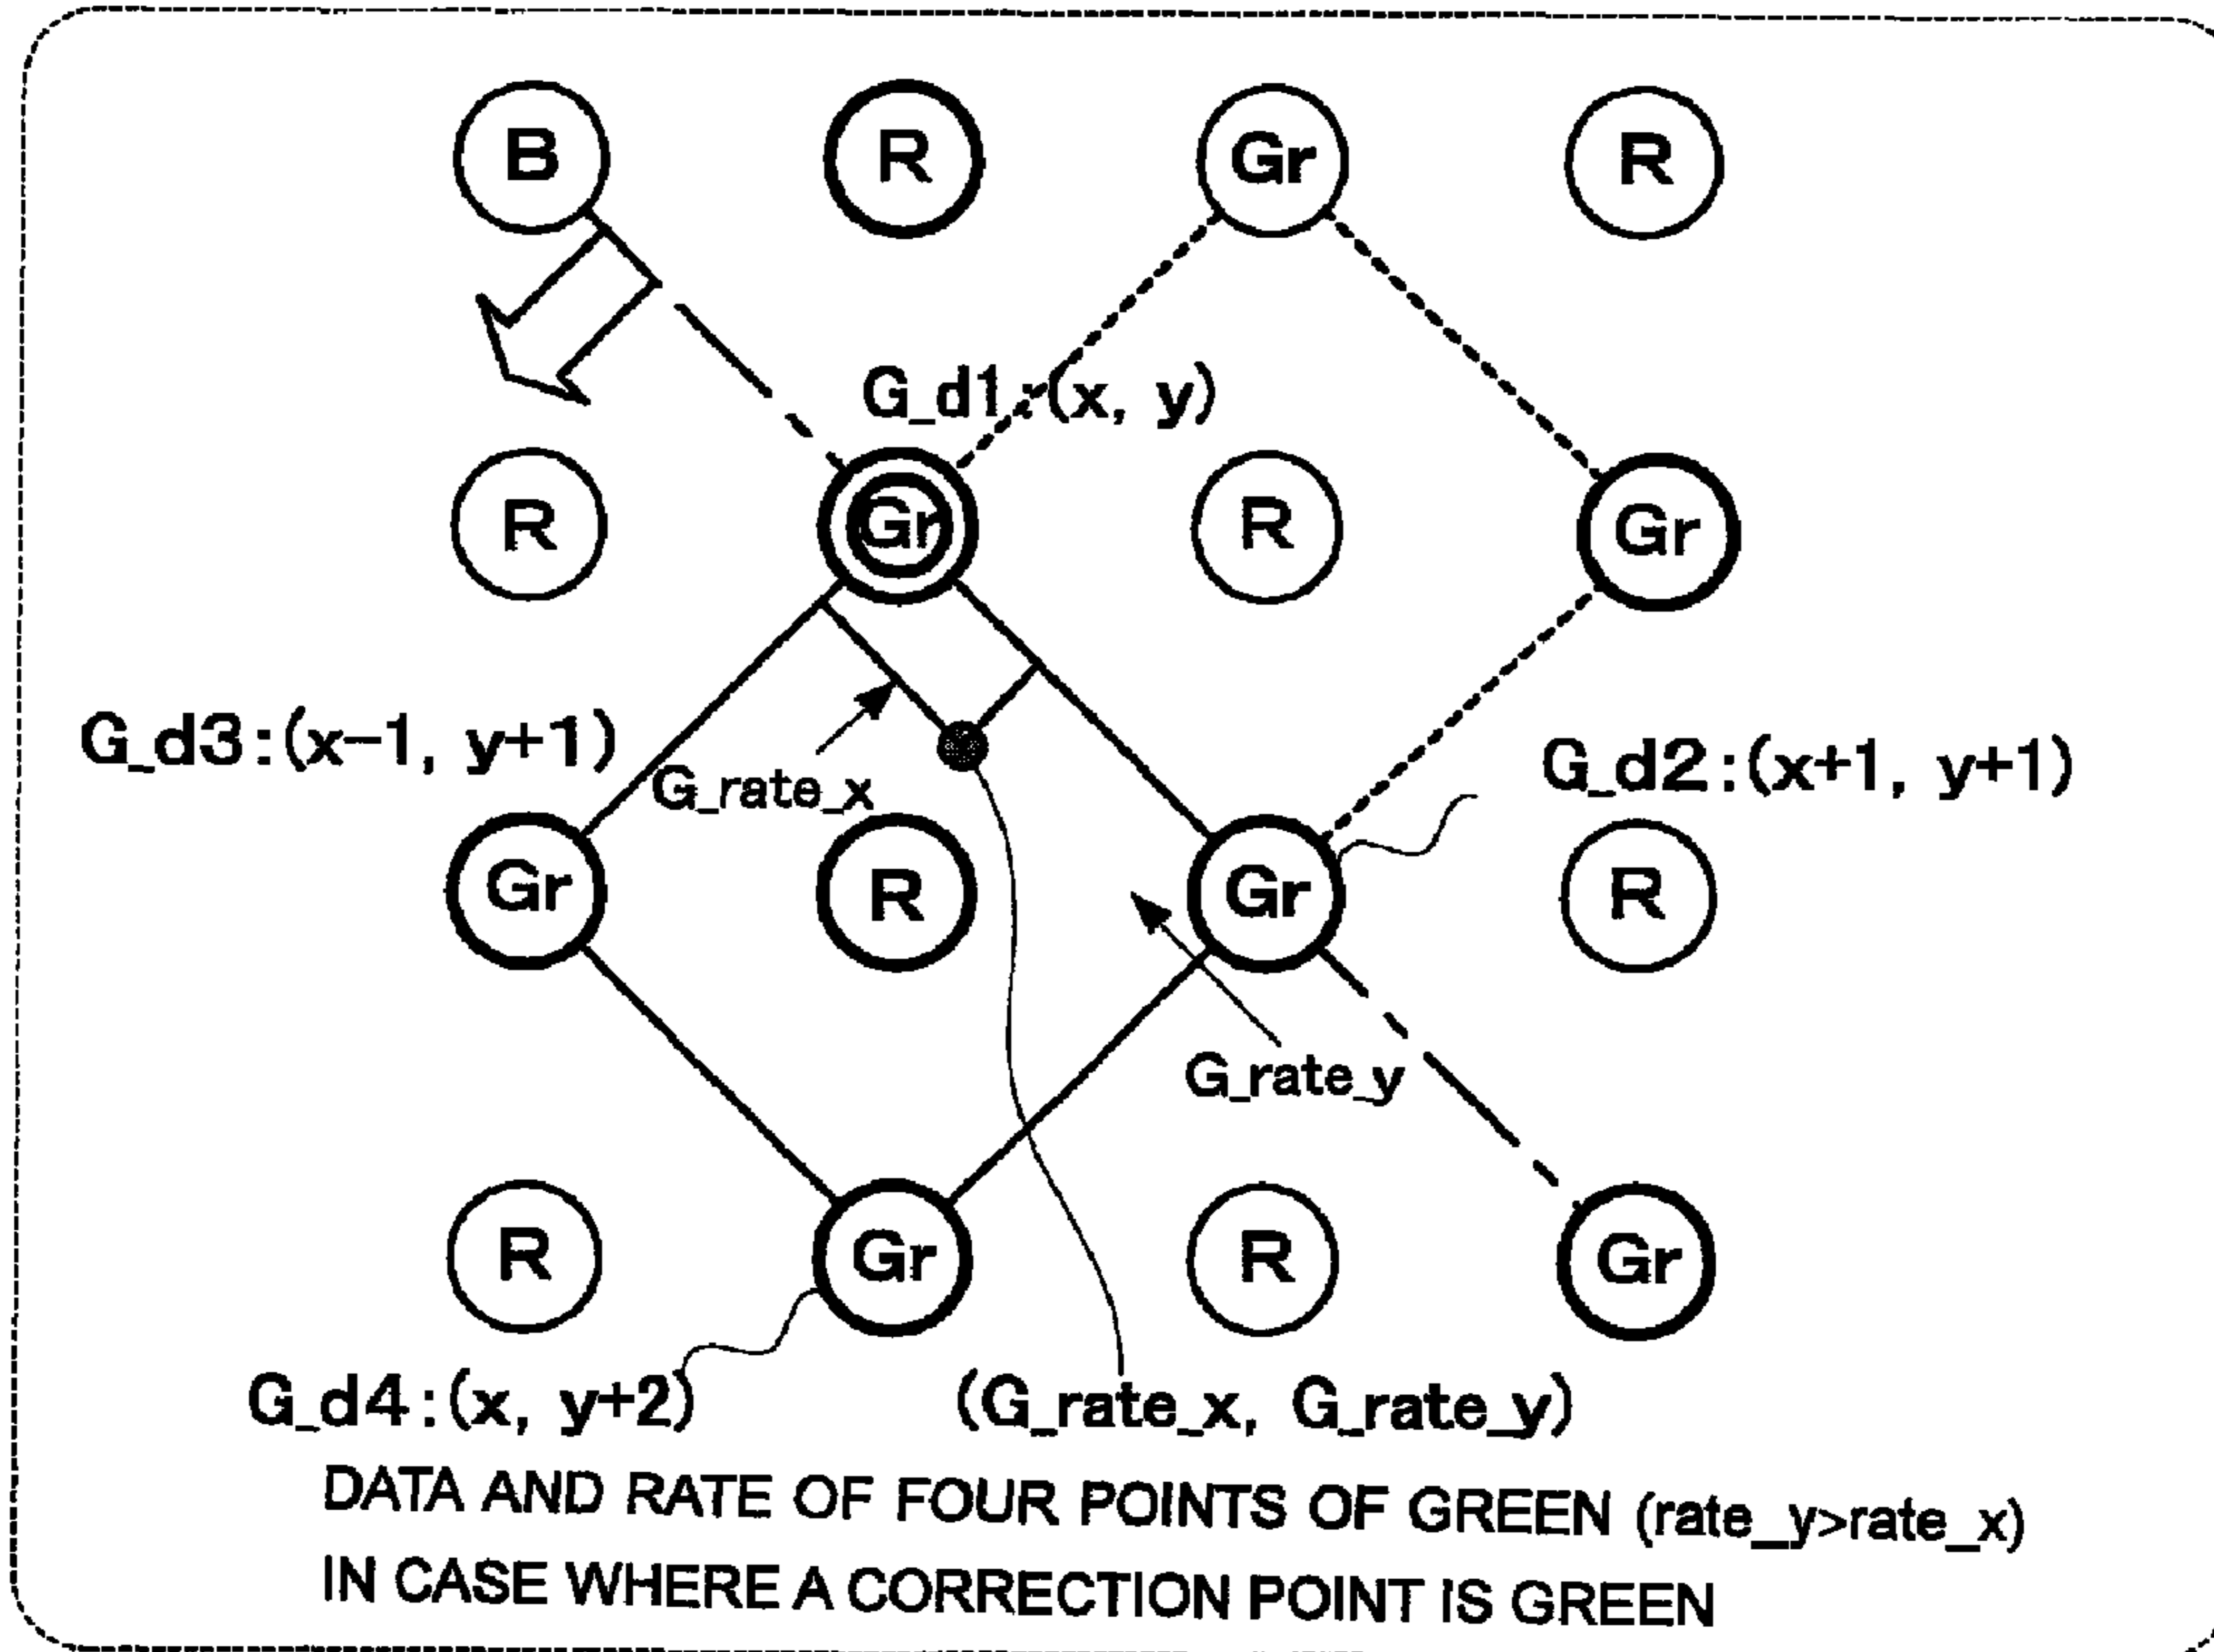 B R Gr R
G_d1:(x, y)
R Gr R Gr
G_d3:(x-1, y+1)
G_d2:(x+1, y+1)
G_rate_x
Gr R Gr R
G_rate_y
R Gr R Gr
G_d4:(x, y+2)
(G_rate_x, G_rate_y)
DATA AND RATE OF FOUR POINTS OF GREEN (rate_y>rate_x)
IN CASE WHERE A CORRECTION POINT IS GREEN